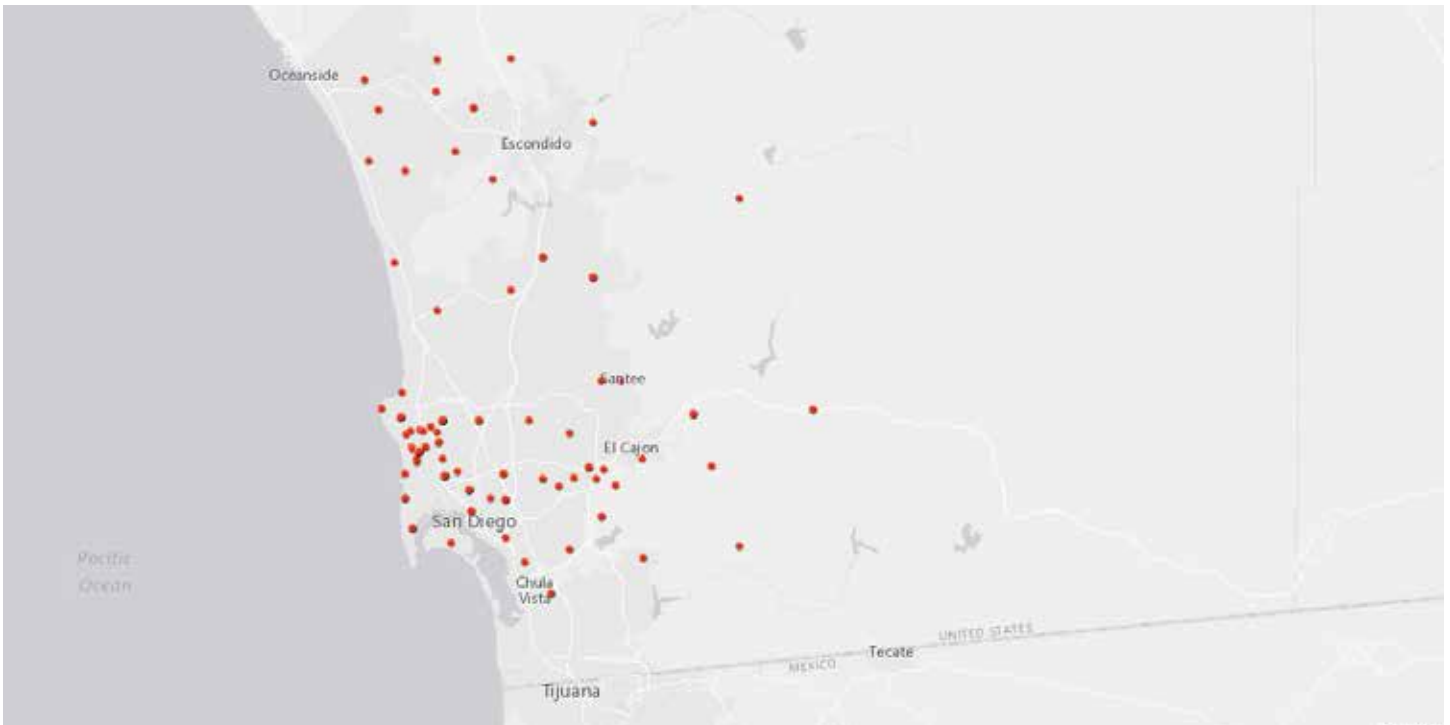 Oceanside
Escondido
Santee
El Cajon
San Diego
Pacific
Ocean
Chula
Vista
UNITED STATES
Tecate
MEXICO
Tijuana